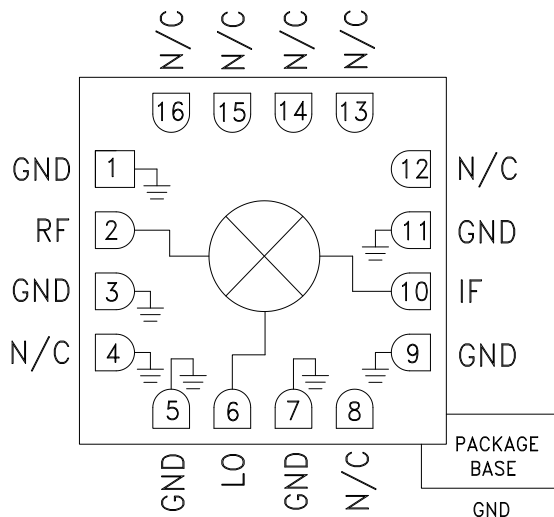 N/C N/C N/C N/C
16 15 14 13
GND 1 12 N/C
RF 2 11 GND
GND 3 10 IF
N/C 4 9 GND
5 6 7 8
GND LO GND N/C
PACKAGE
BASE
GND